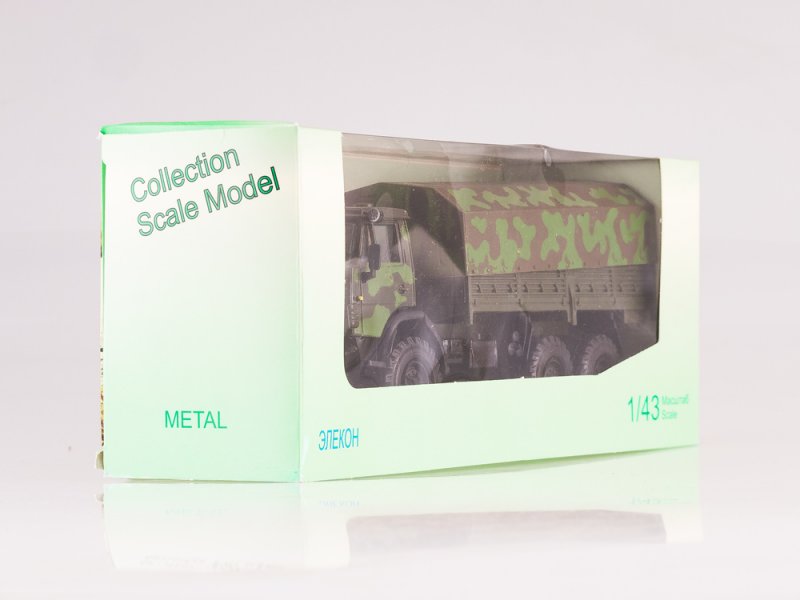 Collection
Scale Model
METAL
ЭЛЕКОН
1/43 Масштаб
Scale